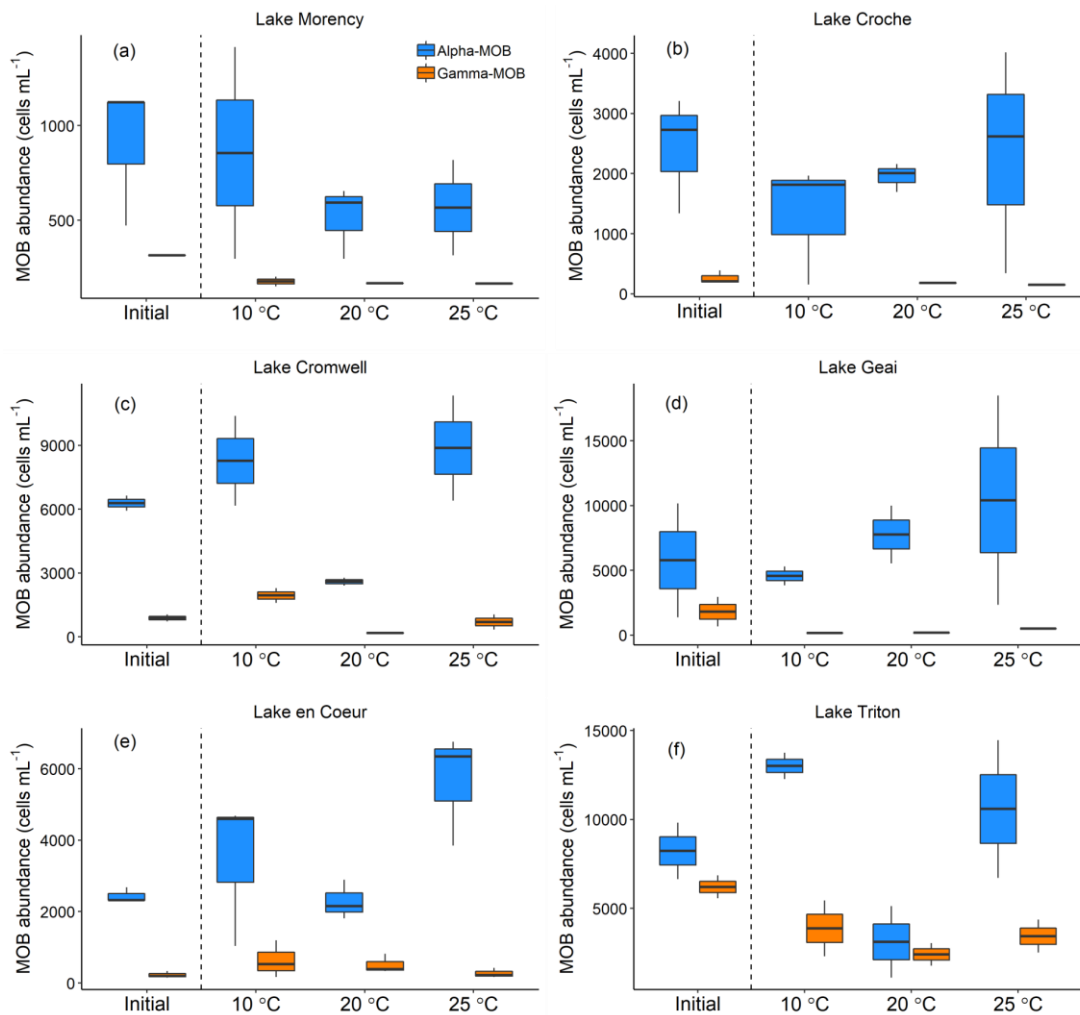 Lake Morency
(a)
Alpha-MOB
Gamma-MOB
MOB abundance (cells mL⁻¹)
1000
500
Initial 10 °C 20 °C 25 °C
Lake Croche
(b)
MOB abundance (cells mL⁻¹)
4000
3000
2000
1000
0
Initial 10 °C 20 °C 25 °C
Lake Cromwell
(c)
MOB abundance (cells mL⁻¹)
9000
6000
3000
0
Initial 10 °C 20 °C 25 °C
Lake Geai
(d)
MOB abundance (cells mL⁻¹)
15000
10000
5000
0
Initial 10 °C 20 °C 25 °C
Lake en Coeur
(e)
MOB abundance (cells mL⁻¹)
6000
4000
2000
0
Initial 10 °C 20 °C 25 °C
Lake Triton
(f)
MOB abundance (cells mL⁻¹)
15000
10000
5000
Initial 10 °C 20 °C 25 °C